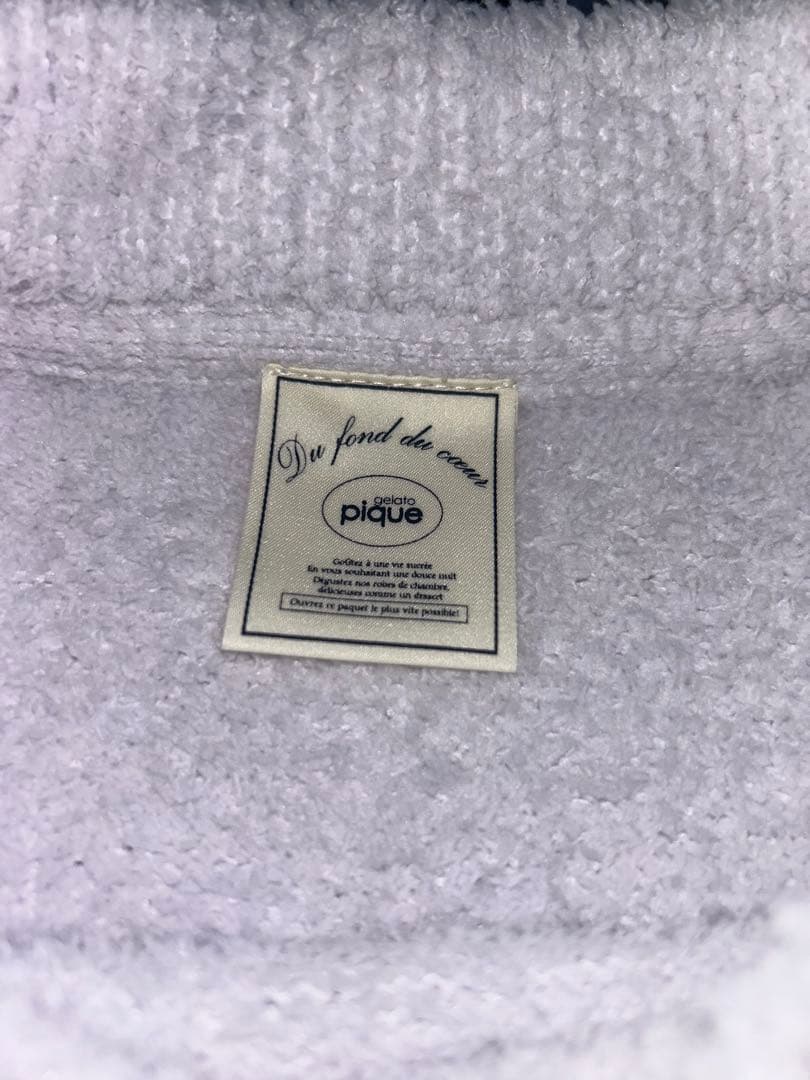 Du fond du cœur
gelato
pique
Goûtez à une vie sucrée
En vous souhaitant une douce nuit
Dégustez nos robes de chambre,
délicieuses comme un dessert
Ouvrez ce paquet le plus vite possible!